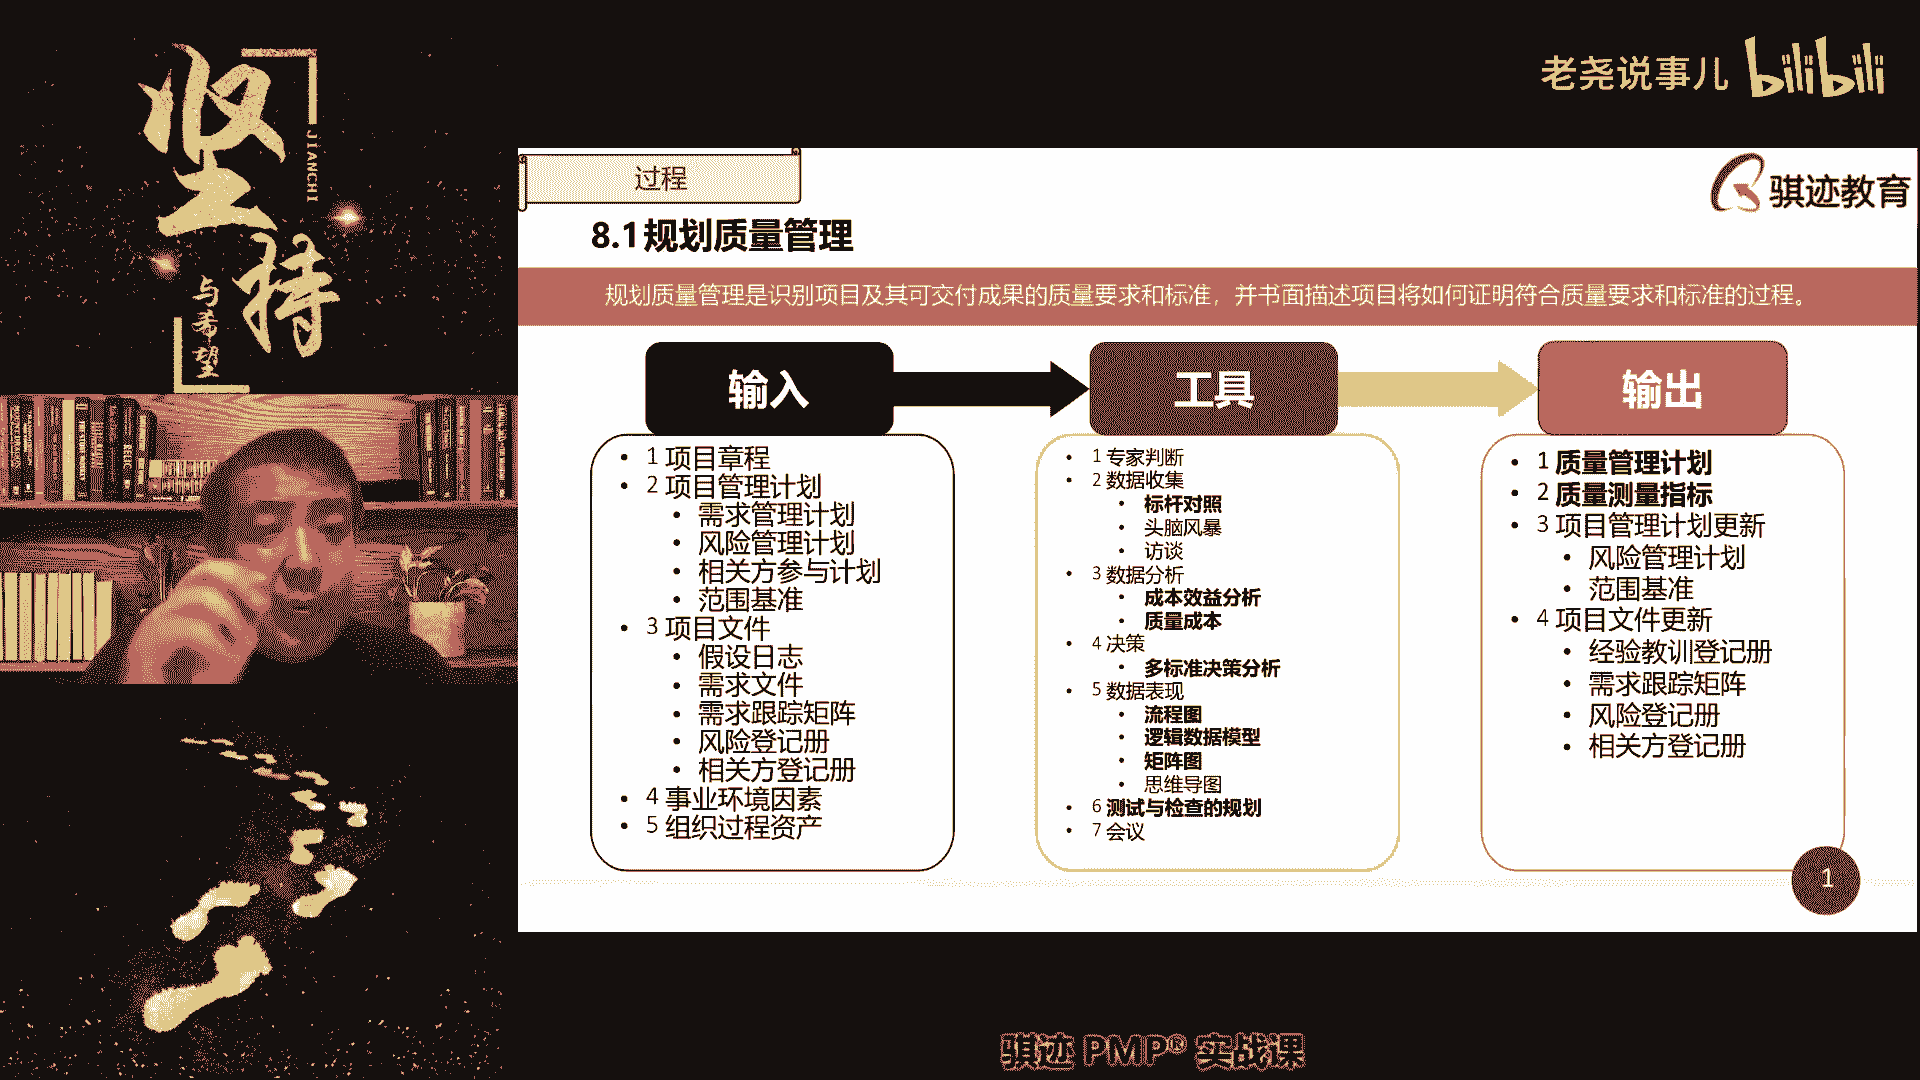 坚持
JIANCHI
与希望
老尧说事儿 bilibili
过程
骐迹教育
8.1规划质量管理
规划质量管理是识别项目及其可交付成果的质量要求和标准，并书面描述项目将如何证明符合质量要求和标准的过程。
输入
• 1 项目章程
• 2 项目管理计划
• 需求管理计划
• 风险管理计划
• 相关方参与计划
• 范围基准
• 3 项目文件
• 假设日志
• 需求文件
• 需求跟踪矩阵
• 风险登记册
• 相关方登记册
• 4 事业环境因素
• 5 组织过程资产
工具
• 1 专家判断
• 2 数据收集
• 标杆对照
• 头脑风暴
• 访谈
• 3 数据分析
• 成本效益分析
• 质量成本
• 4 决策
• 多标准决策分析
• 5 数据表现
• 流程图
• 逻辑数据模型
• 矩阵图
• 思维导图
• 6 测试与检查的规划
• 7 会议
输出
• 1 质量管理计划
• 2 质量测量指标
• 3 项目管理计划更新
• 风险管理计划
• 范围基准
• 4 项目文件更新
• 经验教训登记册
• 需求跟踪矩阵
• 风险登记册
• 相关方登记册
1
骐迹 PMP® 实战课